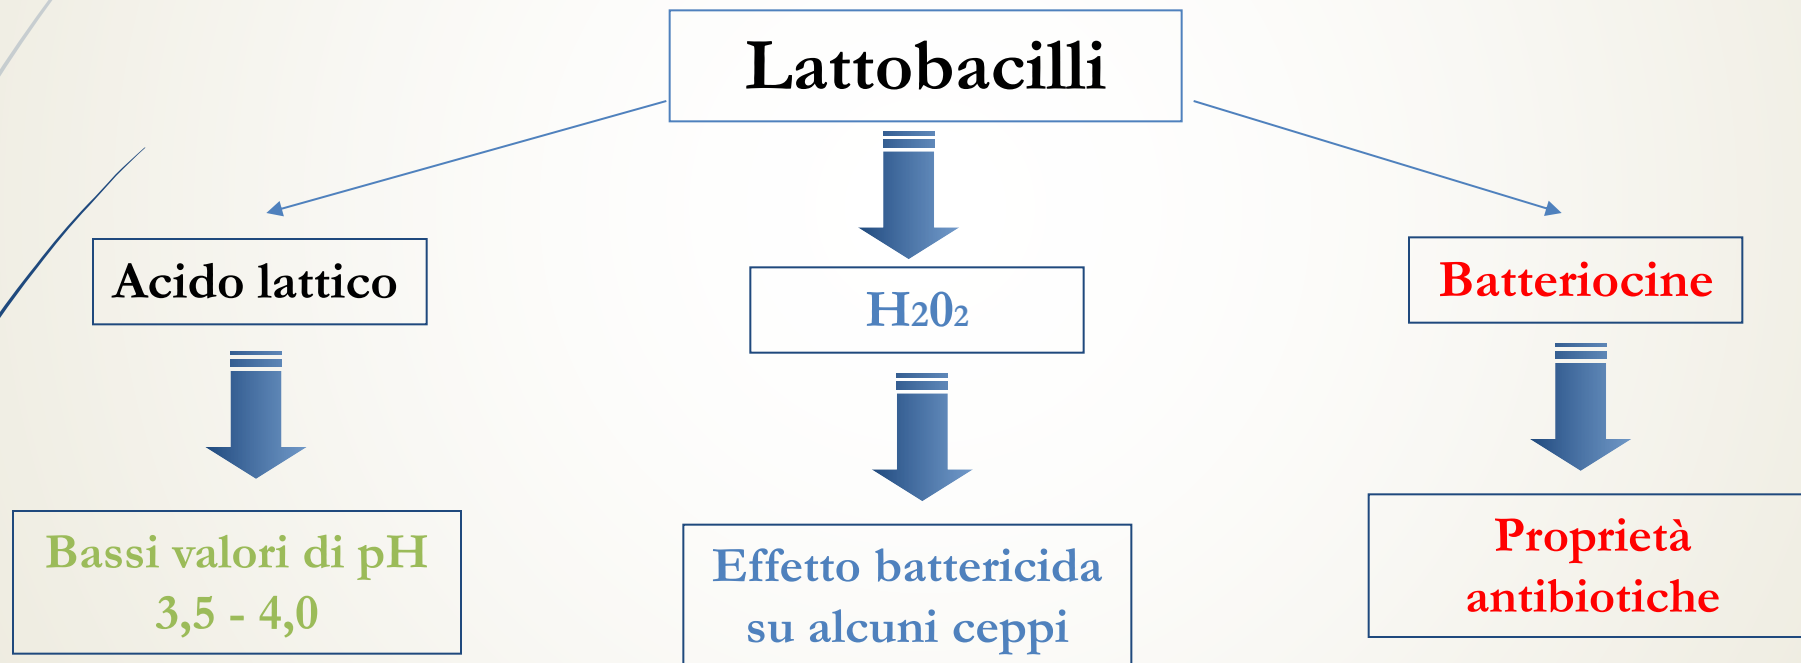 Lattobacilli
Acido lattico
H202
Batteriocine
Bassi valori di pH
3,5 - 4,0
Effetto battericida
su alcuni ceppi
Proprietà
antibiotiche